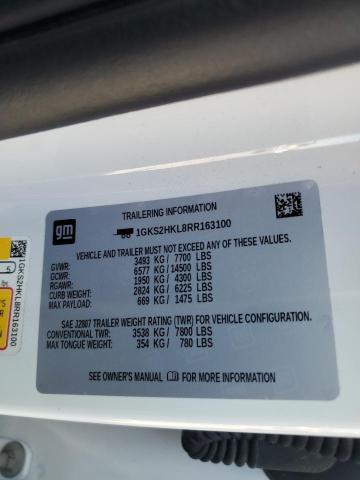 gm
TRAILERING INFORMATION
1GKS2HKL8RR163100
VEHICLE AND TRAILER MUST NOT EXCEED ANY OF THESE VALUES.
GVWR: 3493 KG / 7700 LBS
GCWR: 6577 KG / 14500 LBS
RGAWR: 1950 KG / 4300 LBS
CURB WEIGHT: 2824 KG / 6225 LBS
MAX PAYLOAD: 669 KG / 1475 LBS
SAE J2807 TRAILER WEIGHT RATING (TWR) FOR VEHICLE CONFIGURATION.
CONVENTIONAL TWR: 3538 KG / 7800 LBS
MAX TONGUE WEIGHT: 354 KG / 780 LBS
SEE OWNER'S MANUAL FOR MORE INFORMATION
1GKS2HKL8RR163100